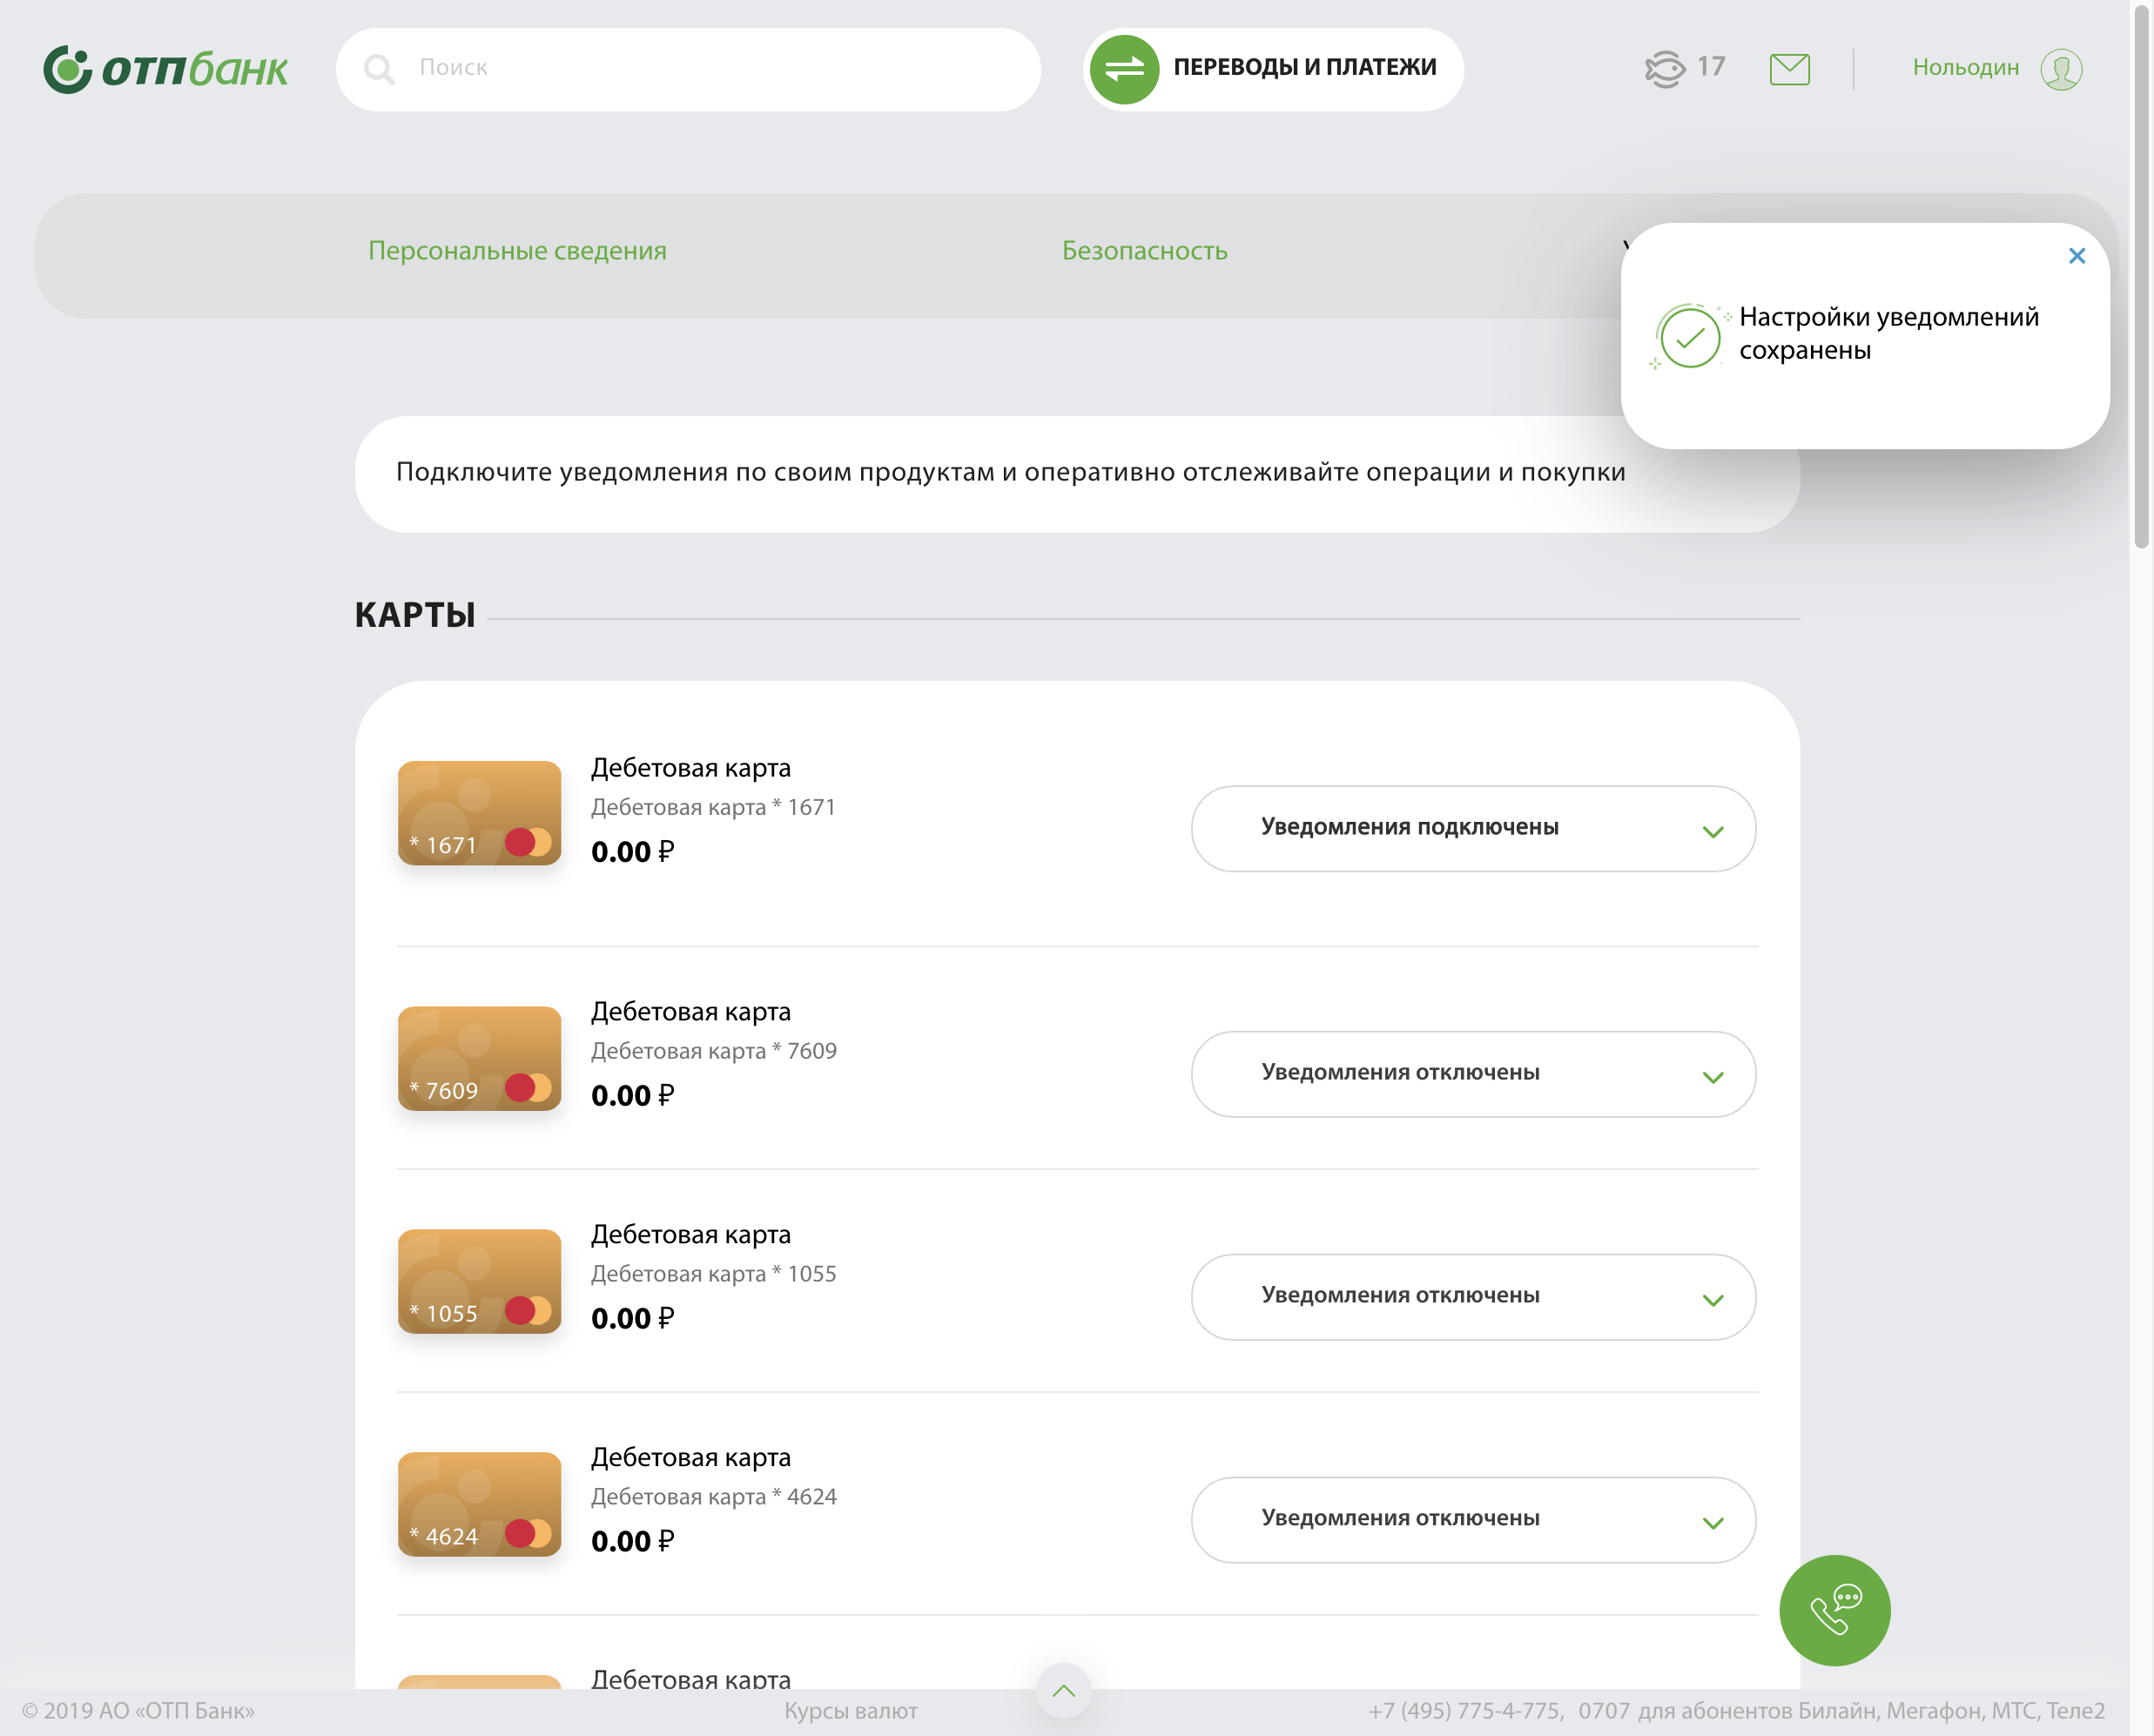 отпбанк
Поиск
ПЕРЕВОДЫ И ПЛАТЕЖИ
17
Нольодин
Персональные сведения
Безопасность
Настройки уведомлений
сохранены
Подключите уведомления по своим продуктам и оперативно отслеживайте операции и покупки
КАРТЫ
* 1671
Дебетовая карта
Дебетовая карта * 1671
0.00 ₽
Уведомления подключены
* 7609
Дебетовая карта
Дебетовая карта * 7609
0.00 ₽
Уведомления отключены
* 1055
Дебетовая карта
Дебетовая карта * 1055
0.00 ₽
Уведомления отключены
* 4624
Дебетовая карта
Дебетовая карта * 4624
0.00 ₽
Уведомления отключены
Дебетовая карта
© 2019 АО «ОТП Банк»
Курсы валют
+7 (495) 775-4-775, 0707 для абонентов Билайн, Мегафон, МТС, Теле2